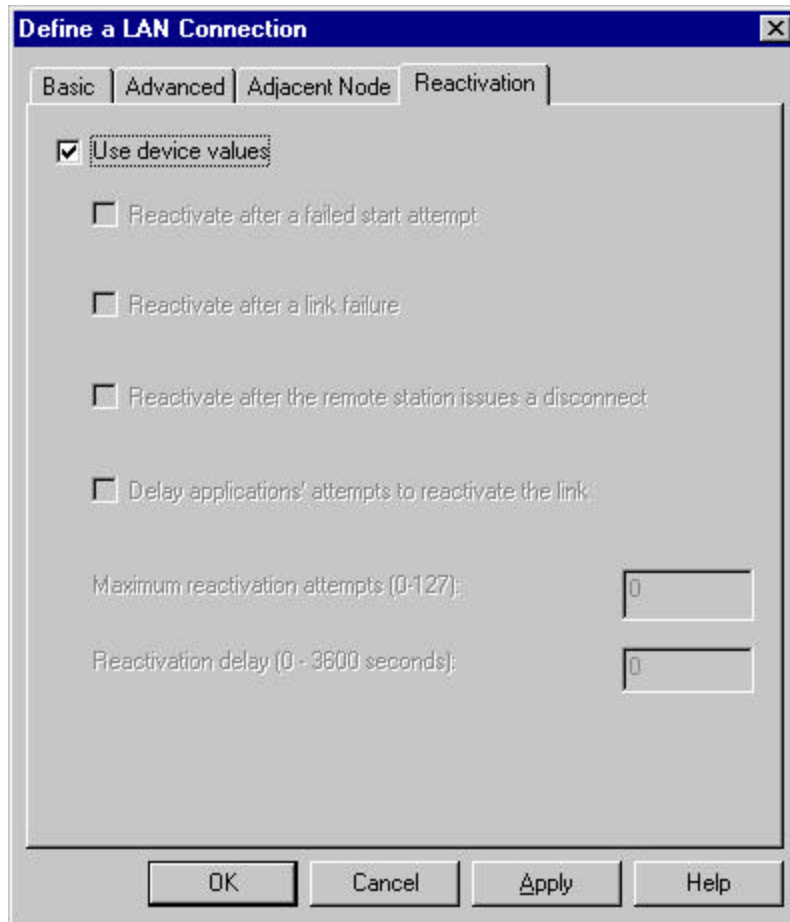 Define a LAN Connection
Basic Advanced Adjacent Node Reactivation
Use device values
Reactivate after a failed start attempt
Reactivate after a link failure
Reactivate after the remote station issues a disconnect
Delay applications' attempts to reactivate the link
Maximum reactivation attempts (0-127): 0
Reactivation delay (0 - 3600 seconds): 0
OK Cancel Apply Help